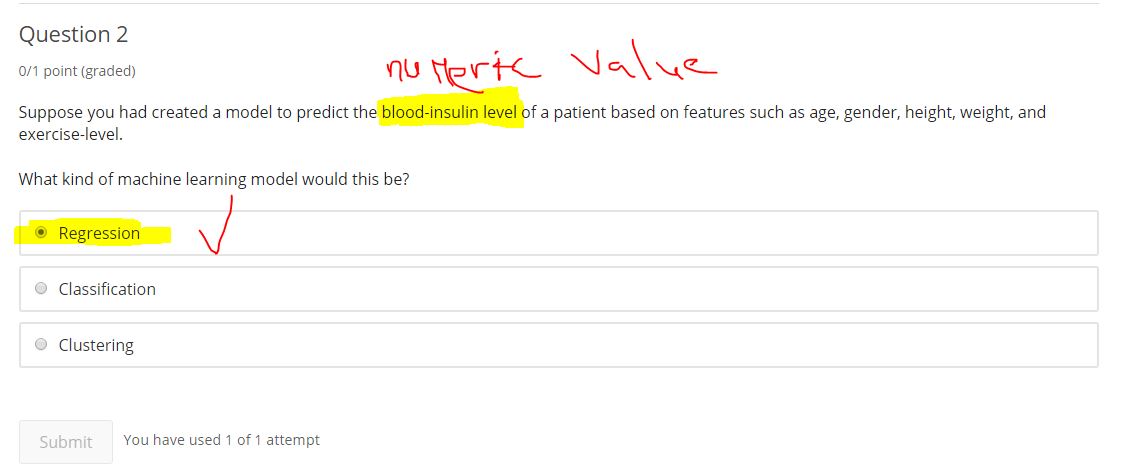 Question 2
numeric value
0/1 point (graded)
Suppose you had created a model to predict the blood-insulin level of a patient based on features such as age, gender, height, weight, and
exercise-level.
What kind of machine learning model would this be?
Regression
Classification
Clustering
Submit
You have used 1 of 1 attempt